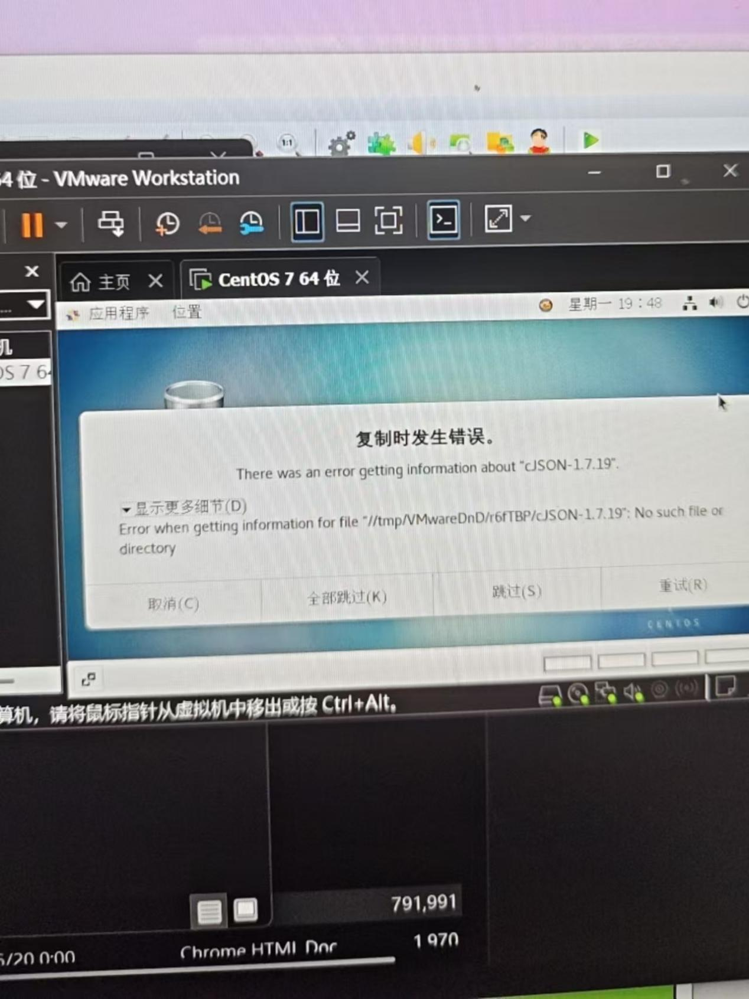 1:1
64 位 - VMware Workstation
主页
CentOS 7 64 位
...
应用程序 位置
星期一 19：48
机
OS 7 64
复制时发生错误。
There was an error getting information about "cJSON-1.7.19".
显示更多细节(D)
Error when getting information for file "//tmp/VMwareDnD/r6fTBP/cJSON-1.7.19": No such file or
directory
取消(C)
全部跳过(K)
跳过(S)
重试(R)
CENTOS
算机，请将鼠标指针从虚拟机中移出或按 Ctrl+Alt。
791,991
5/20 0:00
Chrome HTML Doc
1 970